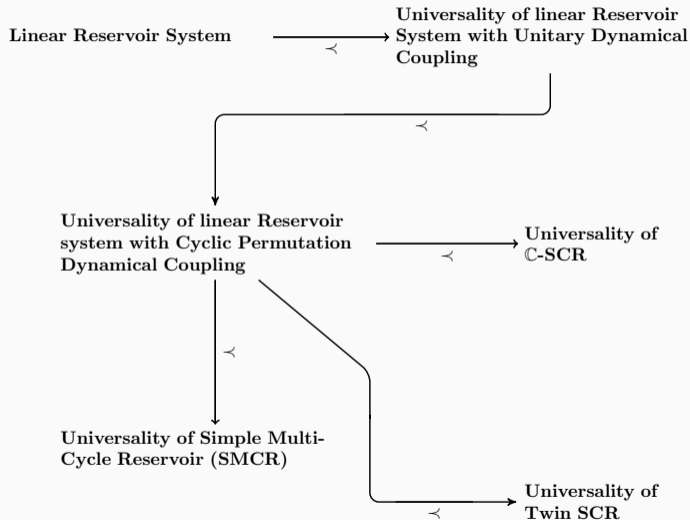 Linear Reservoir System
≺
Universality of linear Reservoir
System with Unitary Dynamical
Coupling
≺
Universality of linear Reservoir
system with Cyclic Permutation
Dynamical Coupling
≺
Universality of
ℂ-SCR
≺
Universality of Simple Multi-
Cycle Reservoir (SMCR)
≺
Universality of
Twin SCR